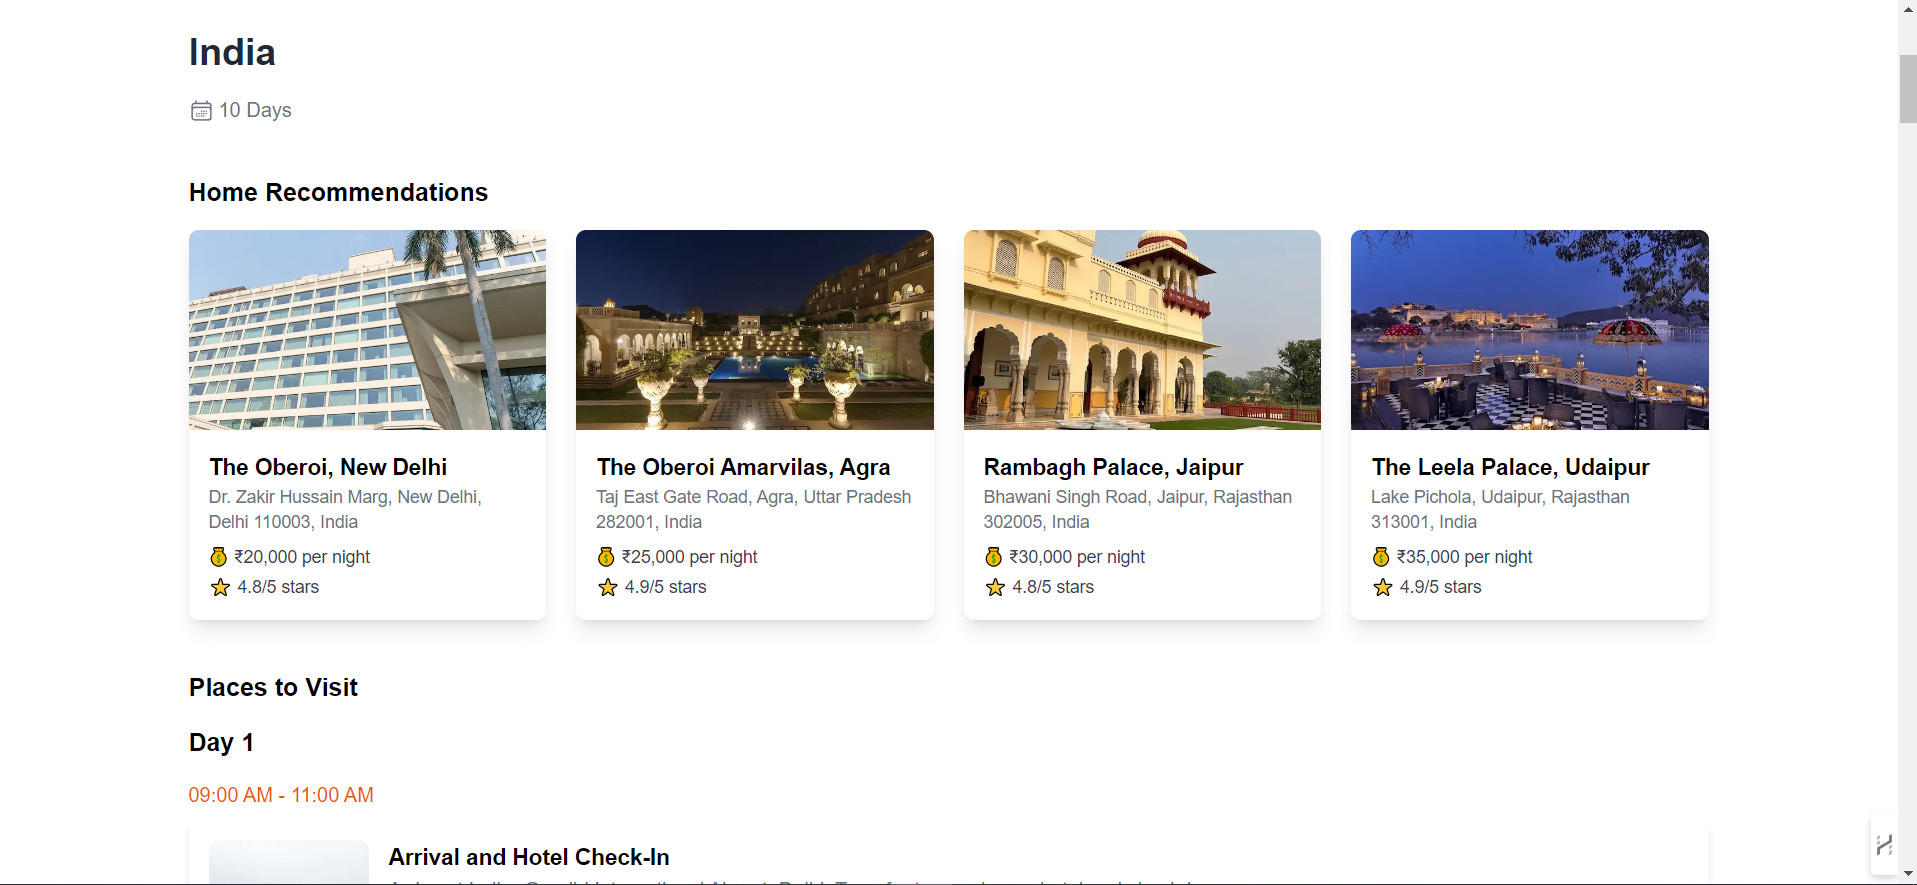 India
10 Days
Home Recommendations
The Oberoi, New Delhi
Dr. Zakir Hussain Marg, New Delhi,
Delhi 110003, India
₹20,000 per night
4.8/5 stars
The Oberoi Amarvilas, Agra
Taj East Gate Road, Agra, Uttar Pradesh
282001, India
₹25,000 per night
4.9/5 stars
Rambagh Palace, Jaipur
Bhawani Singh Road, Jaipur, Rajasthan
302005, India
₹30,000 per night
4.8/5 stars
The Leela Palace, Udaipur
Lake Pichola, Udaipur, Rajasthan
313001, India
₹35,000 per night
4.9/5 stars
Places to Visit
Day 1
09:00 AM - 11:00 AM
Arrival and Hotel Check-In